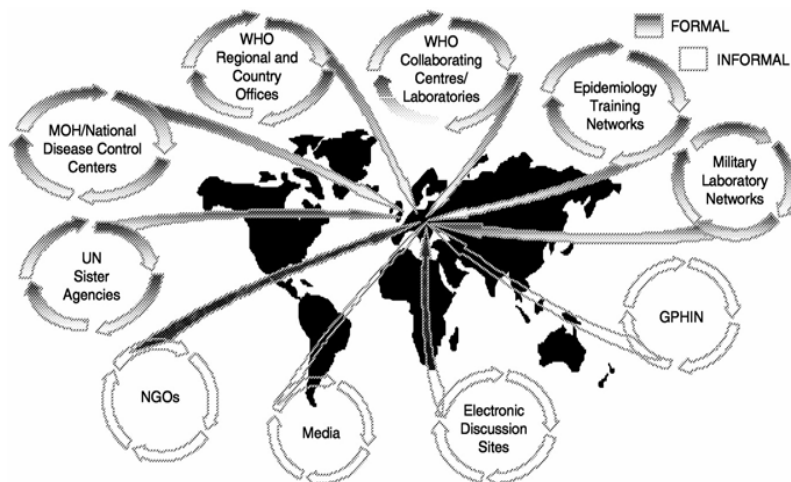 FORMAL
INFORMAL
WHO
Regional and
Country
Offices
WHO
Collaborating
Centres/
Laboratories
Epidemiology
Training
Networks
MOH/National
Disease Control
Centers
Military
Laboratory
Networks
UN
Sister
Agencies
GPHIN
NGOs
Media
Electronic
Discussion
Sites